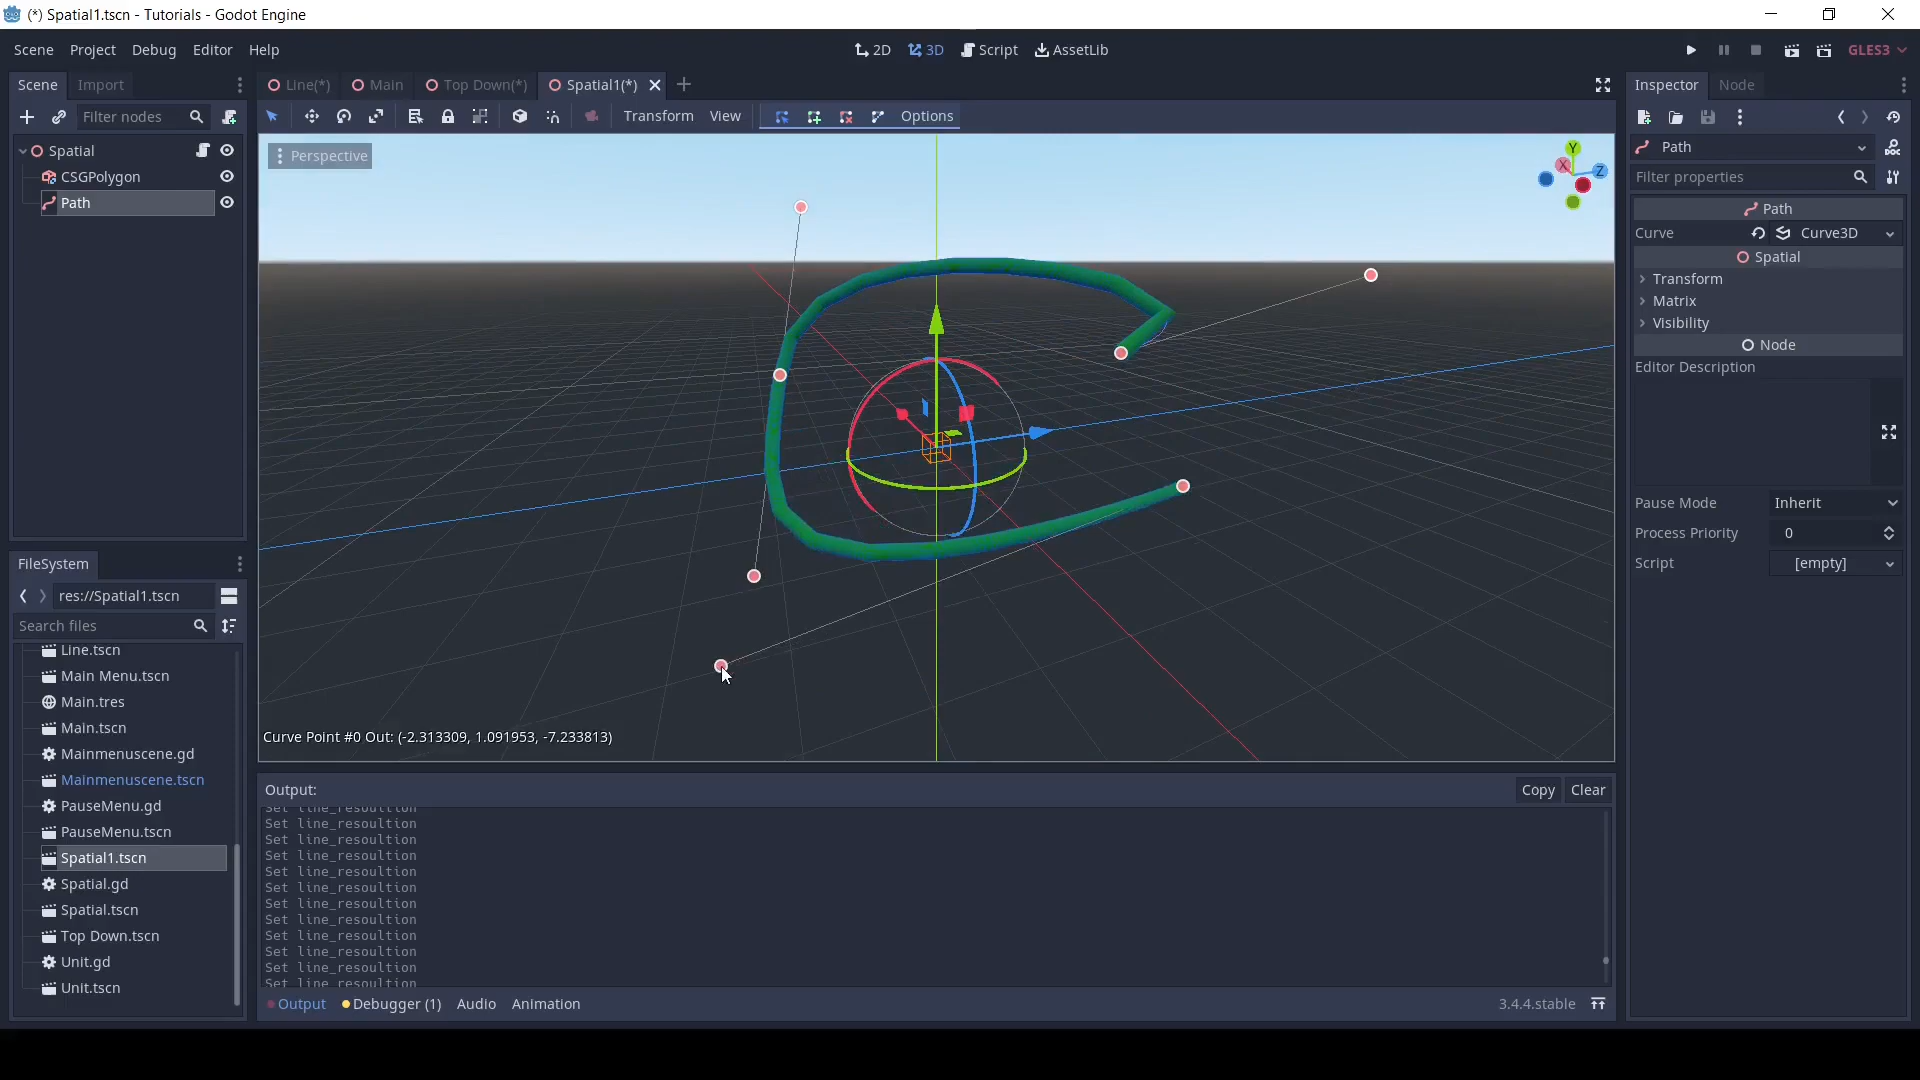 (*) Spatial1.tscn - Tutorials - Godot Engine
Scene Project Debug Editor Help
2D 3D Script AssetLib
GLES3
Scene Import
Line(*) Main Top Down(*) Spatial1(*)
Inspector Node
Filter nodes
Transform View Options
Spatial
CSGPolygon
Path
Perspective
Y
X
Z
Path
Filter properties
Path
Curve Curve3D
Spatial
Transform
Matrix
Visibility
Node
Editor Description
Pause Mode Inherit
Process Priority 0
Script [empty]
FileSystem
res://Spatial1.tscn
Search files
Line.tscn
Main Menu.tscn
Main.tres
Main.tscn
Mainmenuscene.gd
Mainmenuscene.tscn
PauseMenu.gd
PauseMenu.tscn
Spatial1.tscn
Spatial.gd
Spatial.tscn
Top Down.tscn
Unit.gd
Unit.tscn
Curve Point #0 Out: (-2.313309, 1.091953, -7.233813)
Output: Copy Clear
Set line_resoultion
Set line_resoultion
Set line_resoultion
Set line_resoultion
Set line_resoultion
Set line_resoultion
Set line_resoultion
Set line_resoultion
Set line_resoultion
Set line_resoultion
Set line_resoultion
Set line_resoultion
Output Debugger (1) Audio Animation 3.4.4.stable